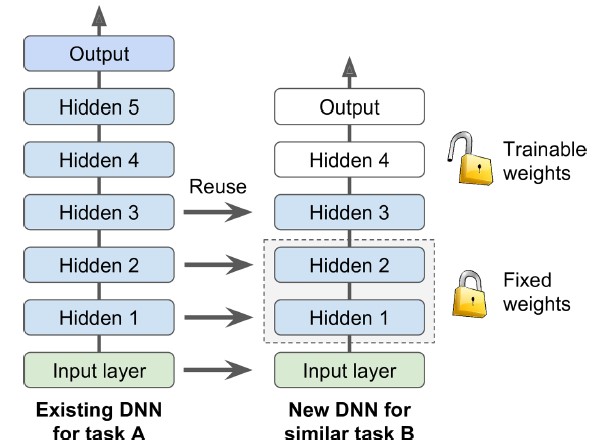 Output
Hidden 5
Hidden 4
Hidden 3
Hidden 2
Hidden 1
Input layer
Existing DNN
for task A
Reuse
Output
Hidden 4
Hidden 3
Hidden 2
Hidden 1
Input layer
New DNN for
similar task B
Trainable
weights
Fixed
weights